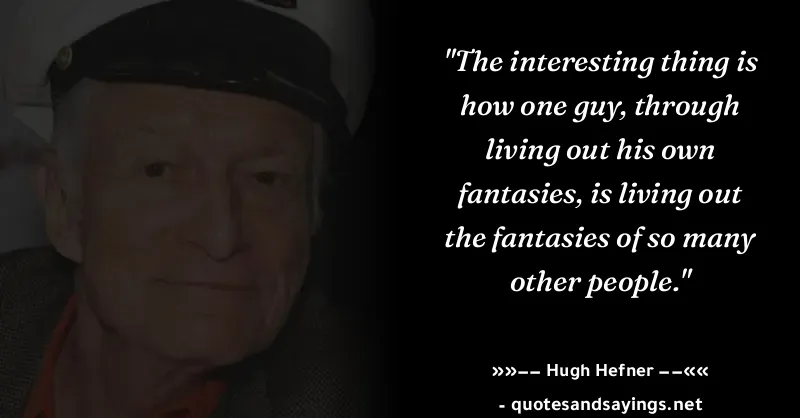 "The interesting thing is
how one guy, through
living out his own
fantasies, is living out
the fantasies of so many
other people."
»»−− Hugh Hefner −−««
- quotesandsayings.net